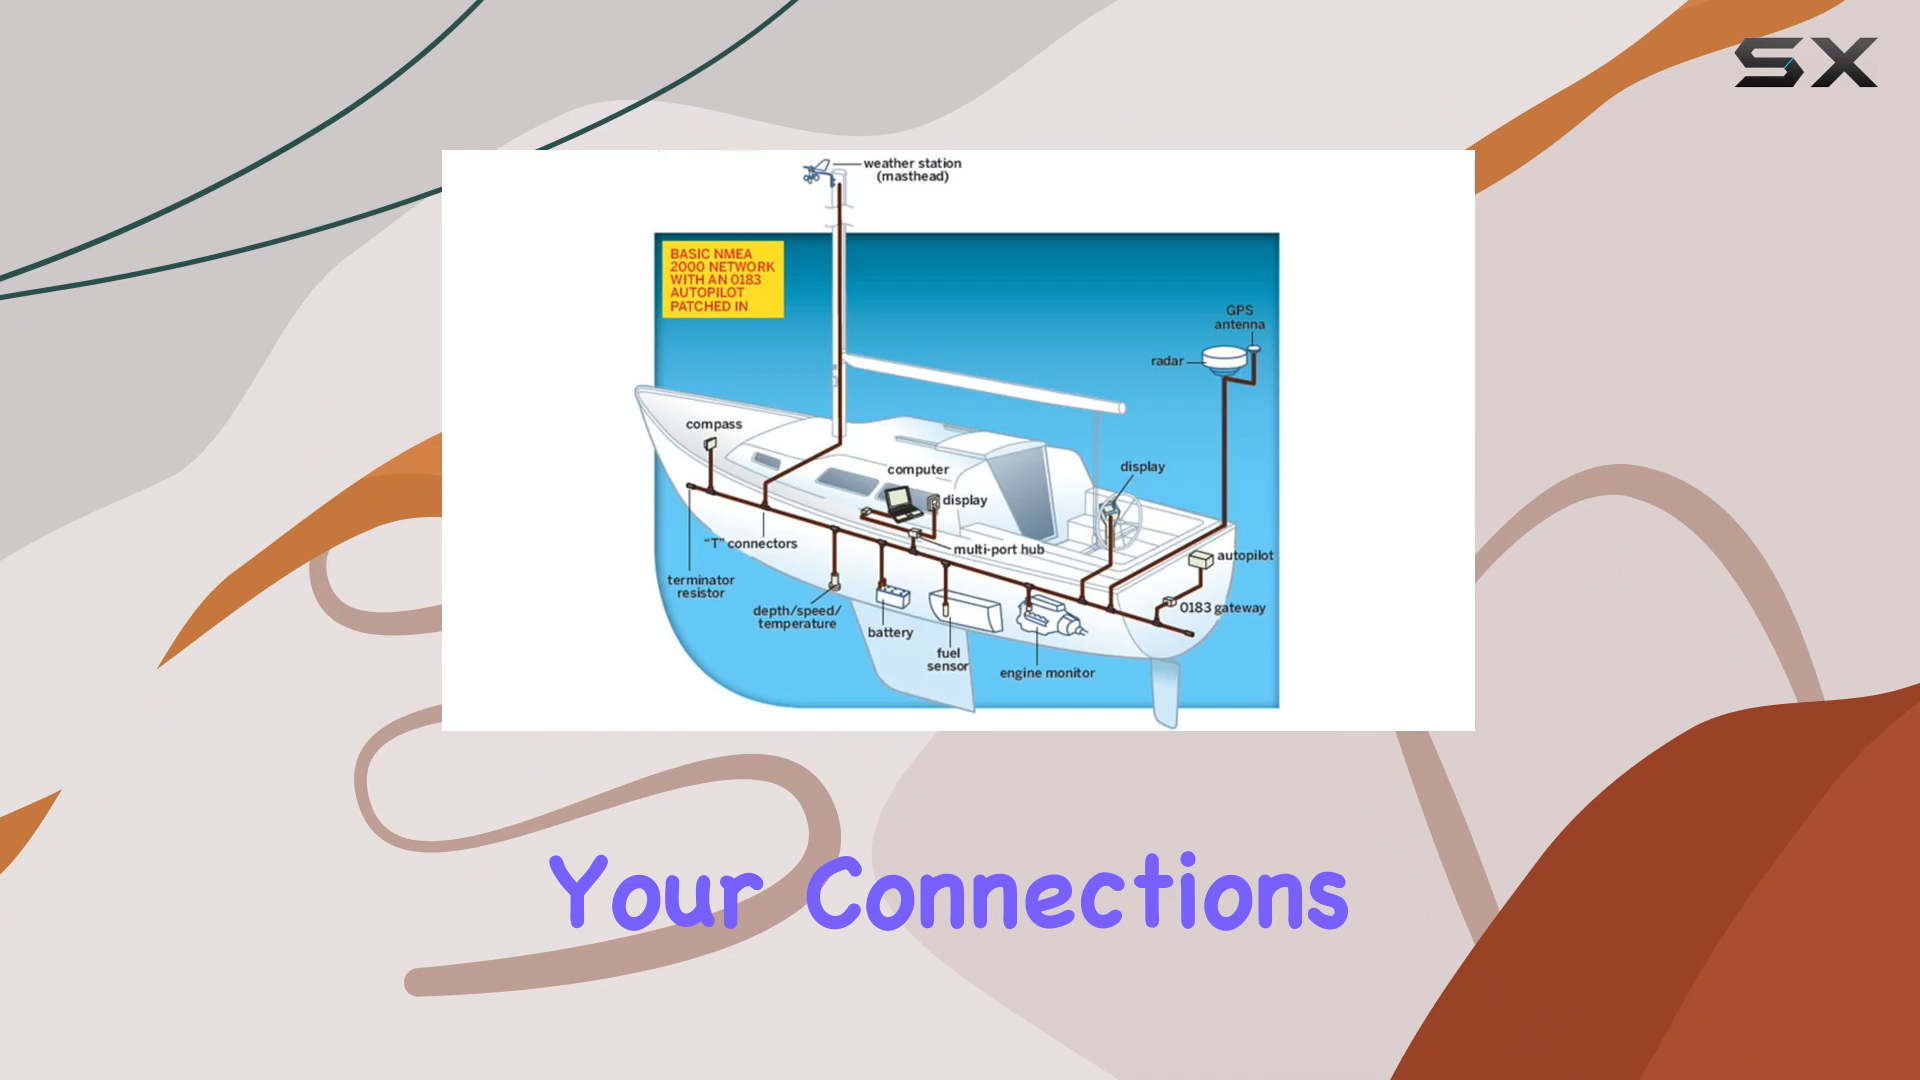 SX
weather station
(masthead)
BASIC NMEA
2000 NETWORK
WITH AN 0183
AUTOPILOT
PATCHED IN
GPS
antenna
radar
compass
computer
display
display
"T" connectors
multi-port hub
autopilot
terminator
resistor
depth/speed/
temperature
battery
0183 gateway
fuel
sensor
engine monitor
Your Connections